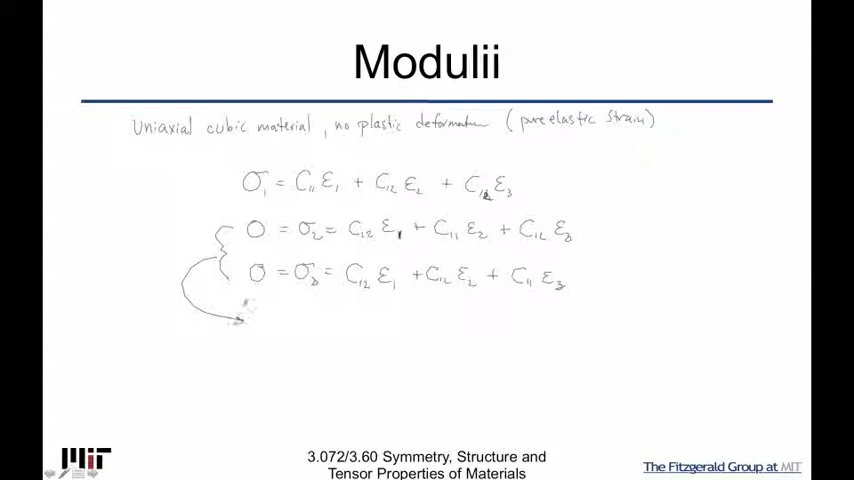 Modulii
Uniaxial cubic material, no plastic deformation (pure elastic strain)
σ₁ = C₁₁ ε₁ + C₁₂ ε₂ + C₁₂ ε₃
0 = σ₂ = C₁₂ ε₁ + C₁₁ ε₂ + C₁₂ ε₃
0 = σ₃ = C₁₂ ε₁ + C₁₂ ε₂ + C₁₁ ε₃
MIT
3.072/3.60 Symmetry, Structure and
Tensor Properties of Materials
The Fitzgerald Group at MIT